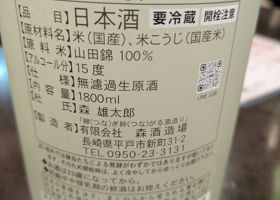 品目 日本酒 要冷蔵 開栓注意
【原材料名】米(国産)、米こうじ(国産米)
【原料米】山田錦 100%
【アルコール分】15度
【仕様】無濾過生原酒
【内容量】1800ml
【杜氏】森 雄太郎
「縁(つな)ぎ絆(つな)がる酒造り」
【製造者】有限会社 森酒造場
長崎県平戸市新町31-2
TEL 0950-23-3131